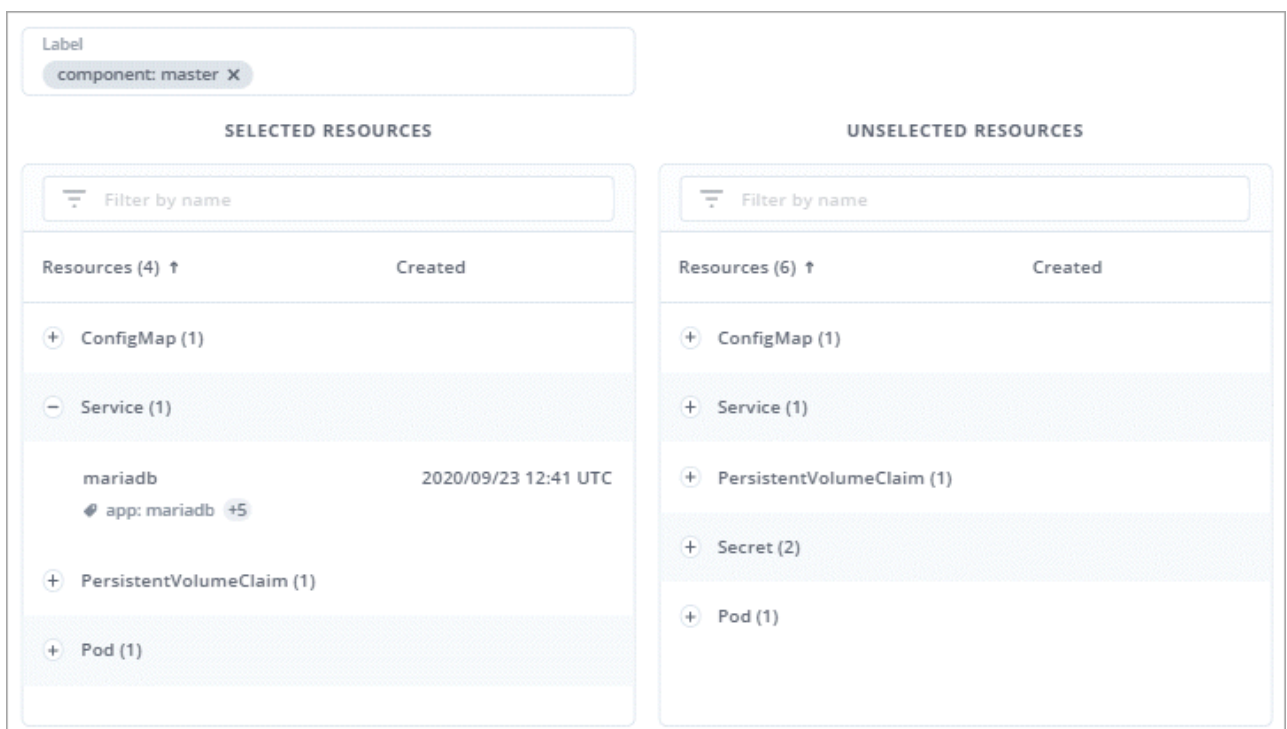 Label
component: master ✕
SELECTED RESOURCES
Filter by name
Resources (4) ↑ Created
ConfigMap (1)
Service (1)
mariadb 2020/09/23 12:41 UTC
app: mariadb +5
PersistentVolumeClaim (1)
Pod (1)
UNSELECTED RESOURCES
Filter by name
Resources (6) ↑ Created
ConfigMap (1)
Service (1)
PersistentVolumeClaim (1)
Secret (2)
Pod (1)